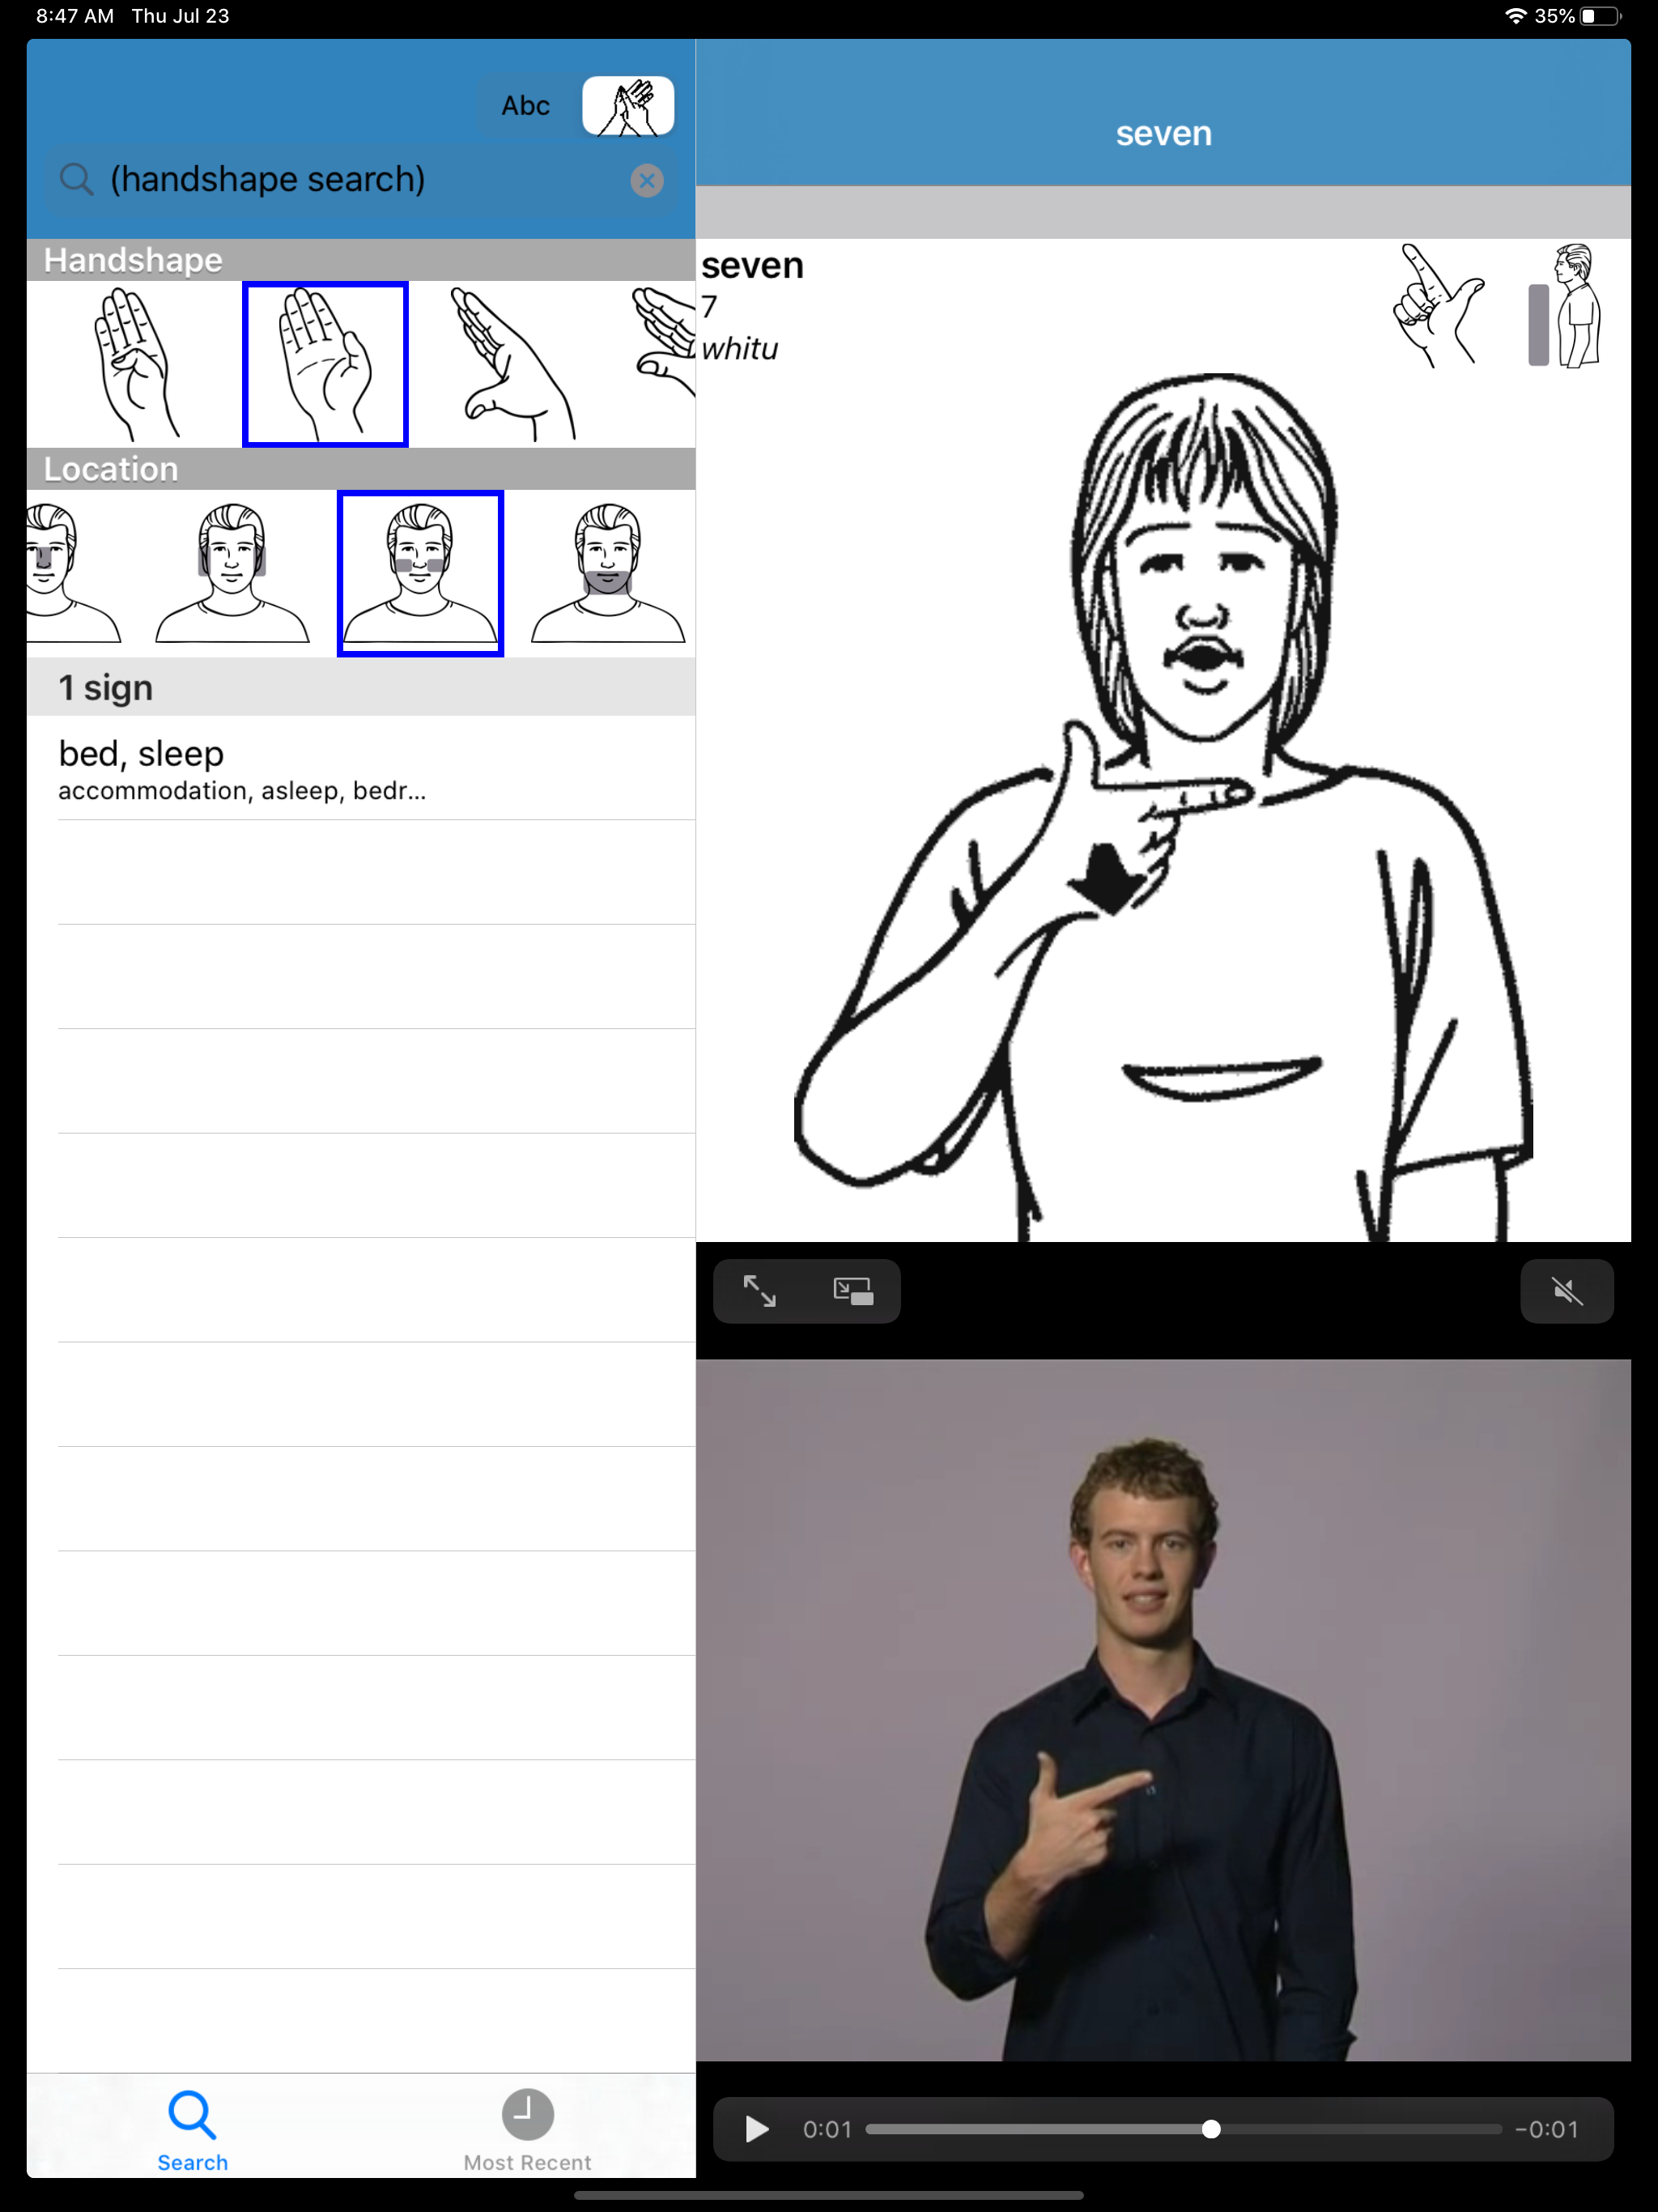 8:47 AM Thu Jul 23
35%
Abc
(handshape search)
Handshape
Location
1 sign
bed, sleep
accommodation, asleep, bedr...
Search
Most Recent
seven
seven
7
whitu
0:01
−0:01